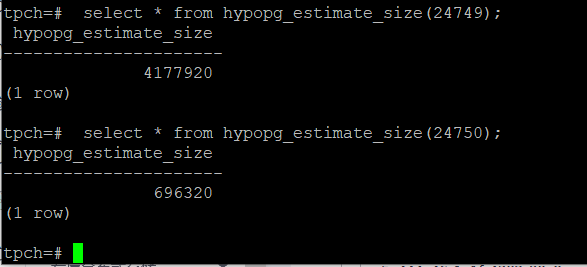 tpch=#  select * from hypopg_estimate_size(24749);
 hypopg_estimate_size
----------------------
              4177920
(1 row)

tpch=#  select * from hypopg_estimate_size(24750);
 hypopg_estimate_size
----------------------
               696320
(1 row)

tpch=#